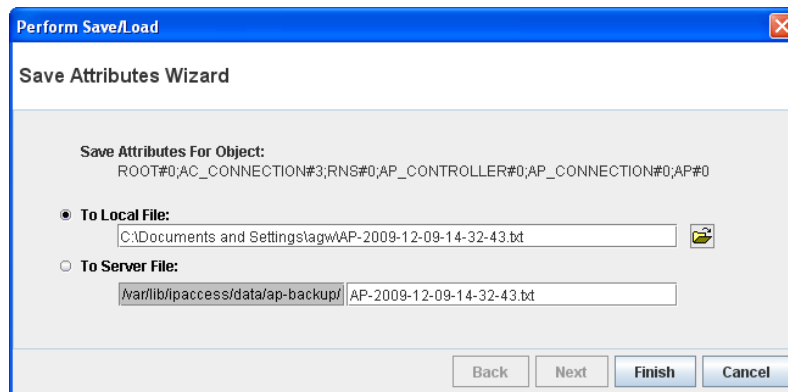 Perform Save/Load
Save Attributes Wizard
Save Attributes For Object:
ROOT#0;AC_CONNECTION#3;RNS#0;AP_CONTROLLER#0;AP_CONNECTION#0;AP#0
To Local File:
C:\Documents and Settings\agw\AP-2009-12-09-14-32-43.txt
To Server File:
/var/lib/ipaccess/data/ap-backup/ AP-2009-12-09-14-32-43.txt
Back Next Finish Cancel